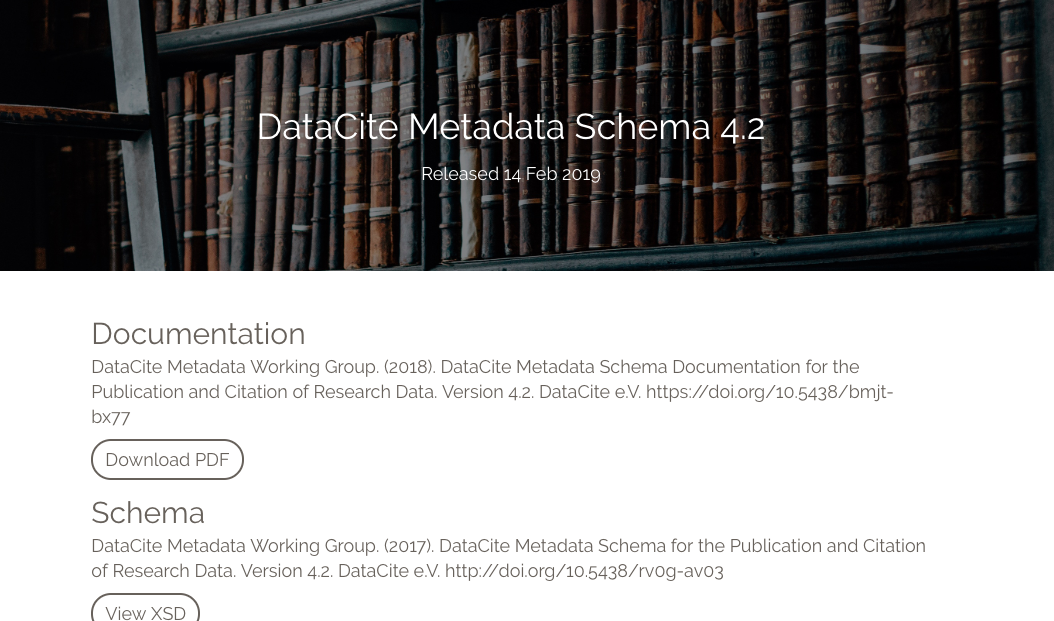 DataCite Metadata Schema 4.2
Released 14 Feb 2019
Documentation
DataCite Metadata Working Group. (2018). DataCite Metadata Schema Documentation for the
Publication and Citation of Research Data. Version 4.2. DataCite e.V. https://doi.org/10.5438/bmjt-
bx77
Download PDF
Schema
DataCite Metadata Working Group. (2017). DataCite Metadata Schema for the Publication and Citation
of Research Data. Version 4.2. DataCite e.V. http://doi.org/10.5438/rv0g-av03
View XSD